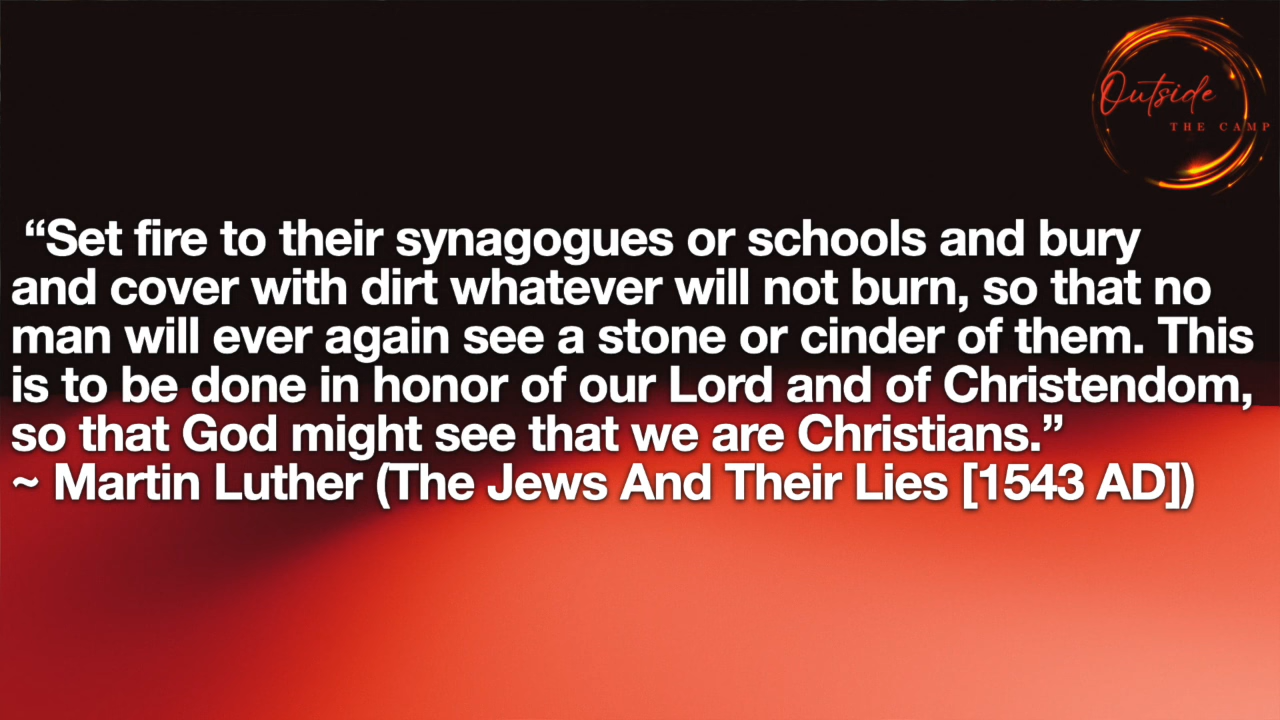 Outside
THE CAMP
“Set fire to their synagogues or schools and bury
and cover with dirt whatever will not burn, so that no
man will ever again see a stone or cinder of them. This
is to be done in honor of our Lord and of Christendom,
so that God might see that we are Christians.”
~ Martin Luther (The Jews And Their Lies [1543 AD])